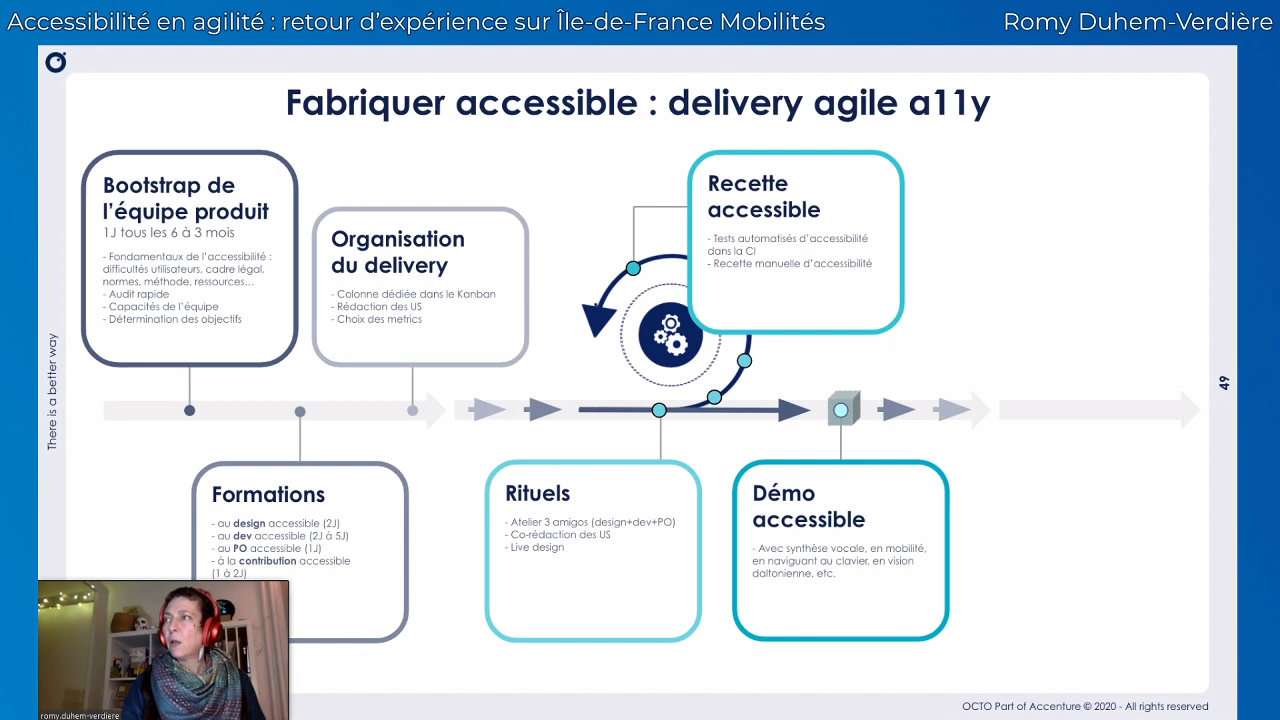 Accessibilité en agilité : retour d’expérience sur Île-de-France Mobilités
Romy Duhem-Verdière
Fabriquer accessible : delivery agile a11y
Bootstrap de
l’équipe produit
1J tous les 6 à 3 mois
- Fondamentaux de l’accessibilité :
difficultés utilisateurs, cadre légal,
normes, méthode, ressources…
- Audit rapide
- Capacités de l’équipe
- Détermination des objectifs
Organisation
du delivery
- Colonne dédiée dans le Kanban
- Rédaction des US
- Choix des metrics
Recette
accessible
- Tests automatisés d’accessibilité
dans la CI
- Recette manuelle d’accessibilité
Formations
- au design accessible (2J)
- au dev accessible (2J à 5J)
- au PO accessible (1J)
- à la contribution accessible
(1 à 2J)
Rituels
- Atelier 3 amigos (design+dev+PO)
- Co-rédaction des US
- Live design
Démo
accessible
- Avec synthèse vocale, en mobilité,
en naviguant au clavier, en vision
daltonienne, etc.
There is a better way
49
romy.duhem-verdiere
OCTO Part of Accenture © 2020 - All rights reserved